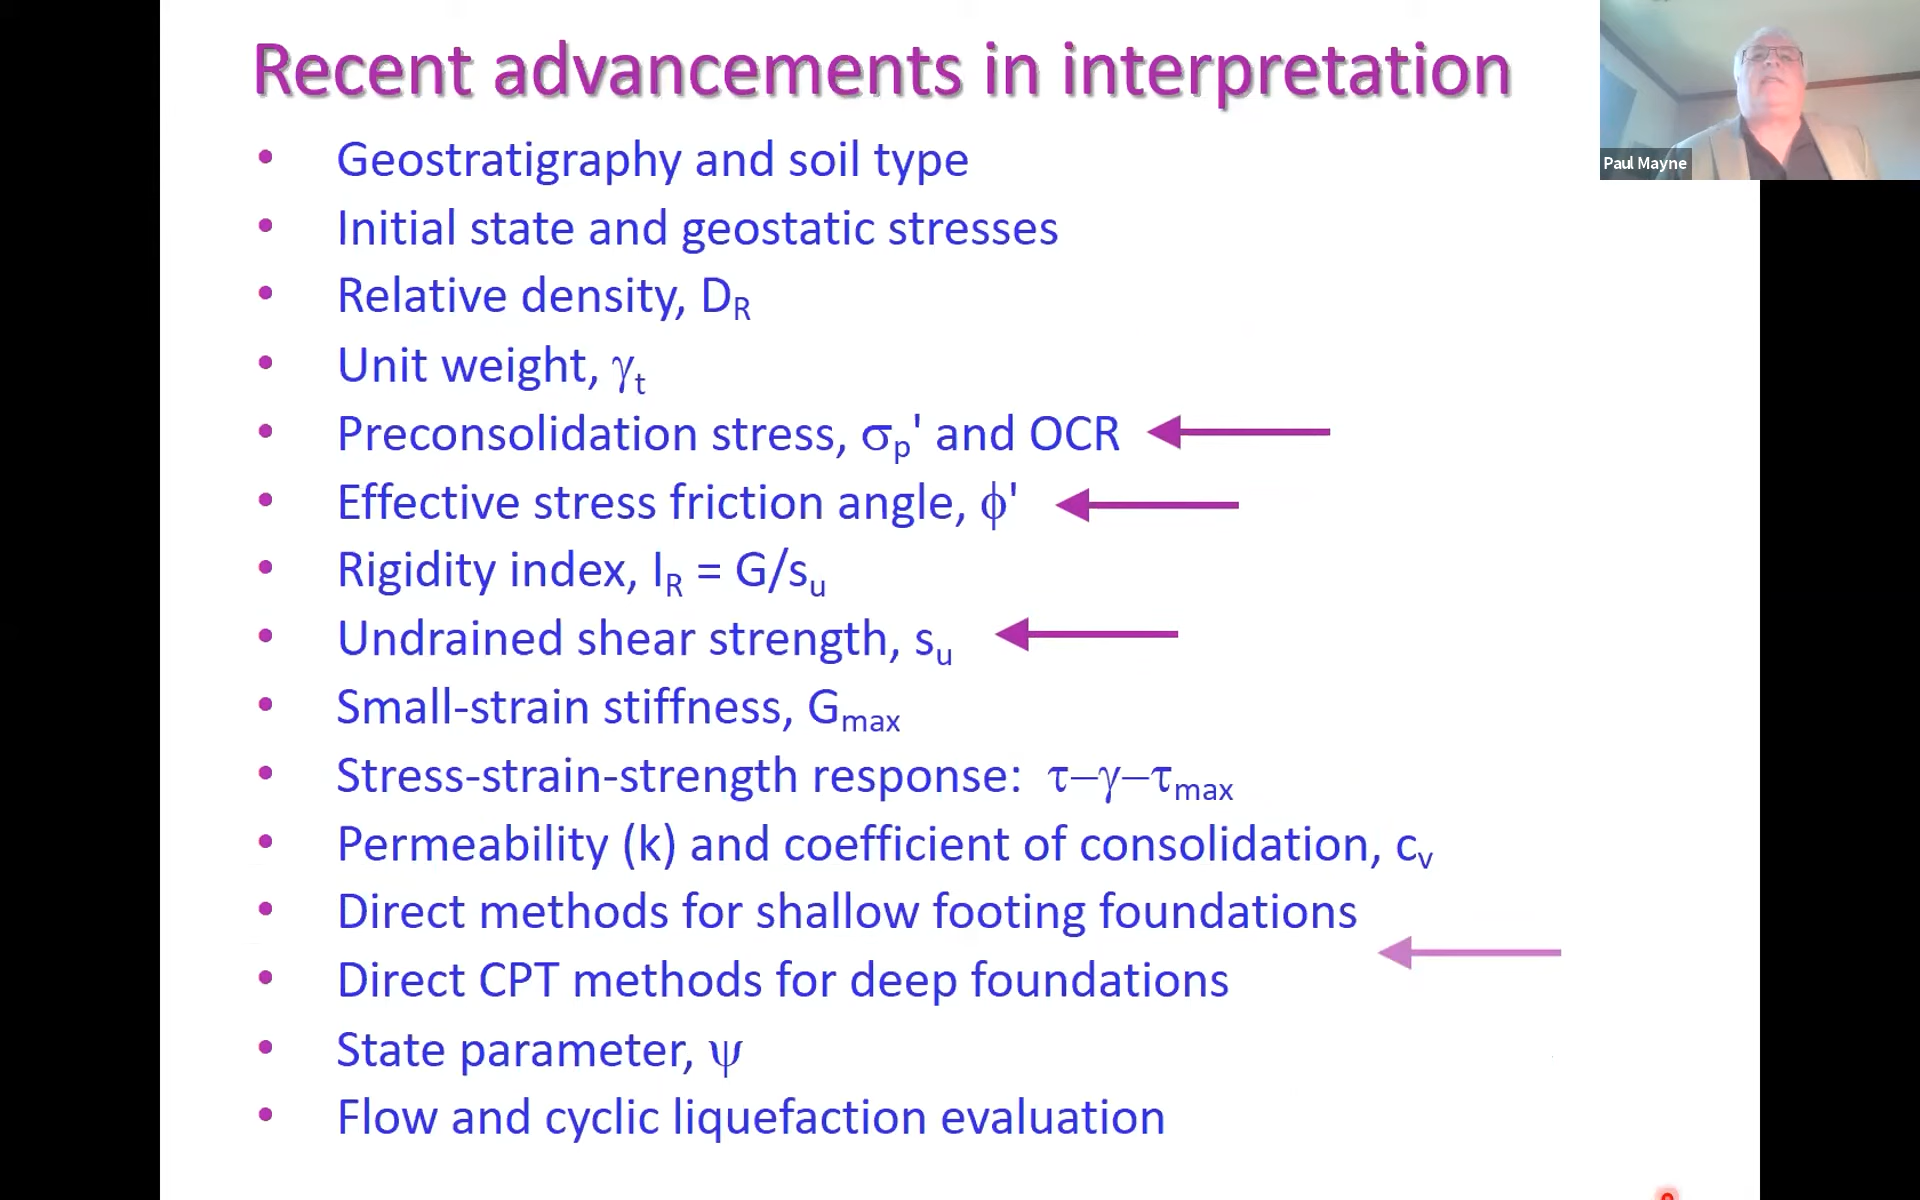 Recent advancements in interpretation
Paul Mayne
• Geostratigraphy and soil type
• Initial state and geostatic stresses
• Relative density, D_R
• Unit weight, γ_t
• Preconsolidation stress, σ_p' and OCR
• Effective stress friction angle, ϕ'
• Rigidity index, I_R = G/s_u
• Undrained shear strength, s_u
• Small-strain stiffness, G_max
• Stress-strain-strength response: τ–γ–τ_max
• Permeability (k) and coefficient of consolidation, c_v
• Direct methods for shallow footing foundations
• Direct CPT methods for deep foundations
• State parameter, ψ
• Flow and cyclic liquefaction evaluation